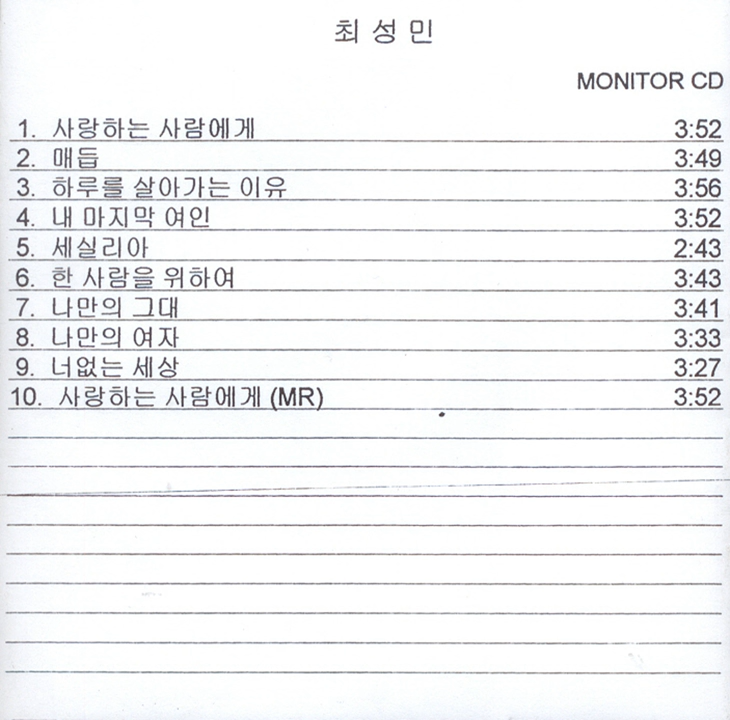 최성민
MONITOR CD
1. 사랑하는 사람에게 3:52
2. 매듭 3:49
3. 하루를 살아가는 이유 3:56
4. 내 마지막 여인 3:52
5. 세실리아 2:43
6. 한 사람을 위하여 3:43
7. 나만의 그대 3:41
8. 나만의 여자 3:33
9. 너없는 세상 3:27
10. 사랑하는 사람에게 (MR) 3:52